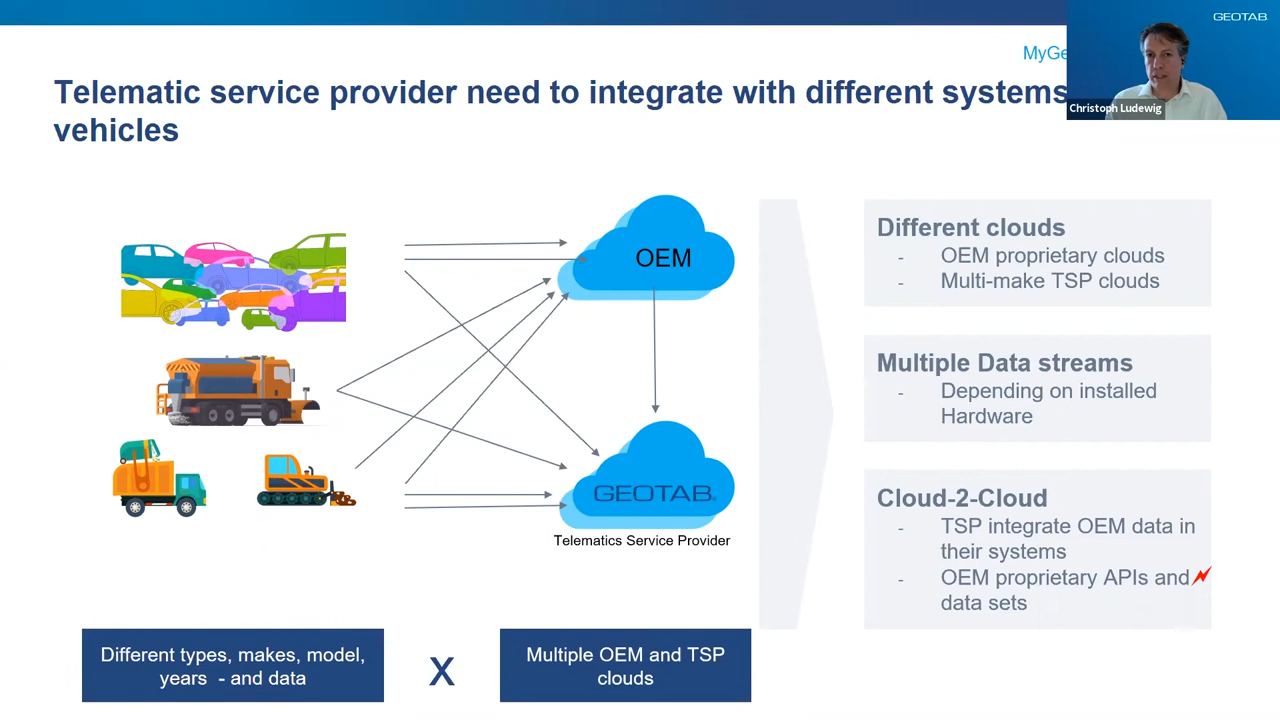 GEOTAB
MyGe
Christoph Ludewig
Telematic service provider need to integrate with different systems
vehicles
OEM
GEOTAB
Telematics Service Provider
Different clouds
- OEM proprietary clouds
- Multi-make TSP clouds
Multiple Data streams
- Depending on installed
Hardware
Cloud-2-Cloud
- TSP integrate OEM data in
their systems
- OEM proprietary APIs and
data sets
Different types, makes, model,
years - and data
X
Multiple OEM and TSP
clouds